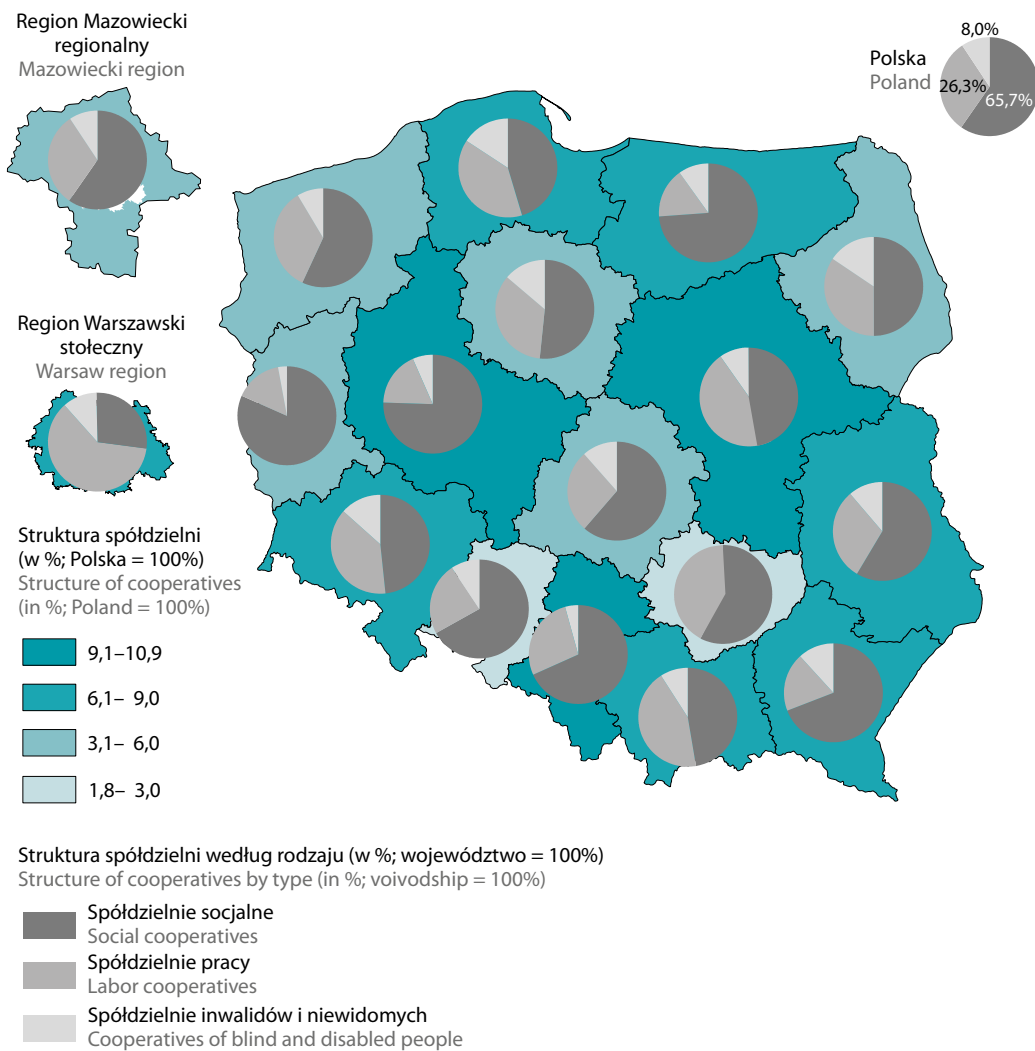 Region Mazowiecki
regionalny
Mazowiecki region
8,0%
Polska
Poland
26,3%
65,7%
Region Warszawski
stołeczny
Warsaw region
Struktura spółdzielni
(w %; Polska = 100%)
Structure of cooperatives
(in %; Poland = 100%)
9,1–10,9
6,1– 9,0
3,1– 6,0
1,8– 3,0
Struktura spółdzielni według rodzaju (w %; województwo = 100%)
Structure of cooperatives by type (in %; voivodship = 100%)
Spółdzielnie socjalne
Social cooperatives
Spółdzielnie pracy
Labor cooperatives
Spółdzielnie inwalidów i niewidomych
Cooperatives of blind and disabled people